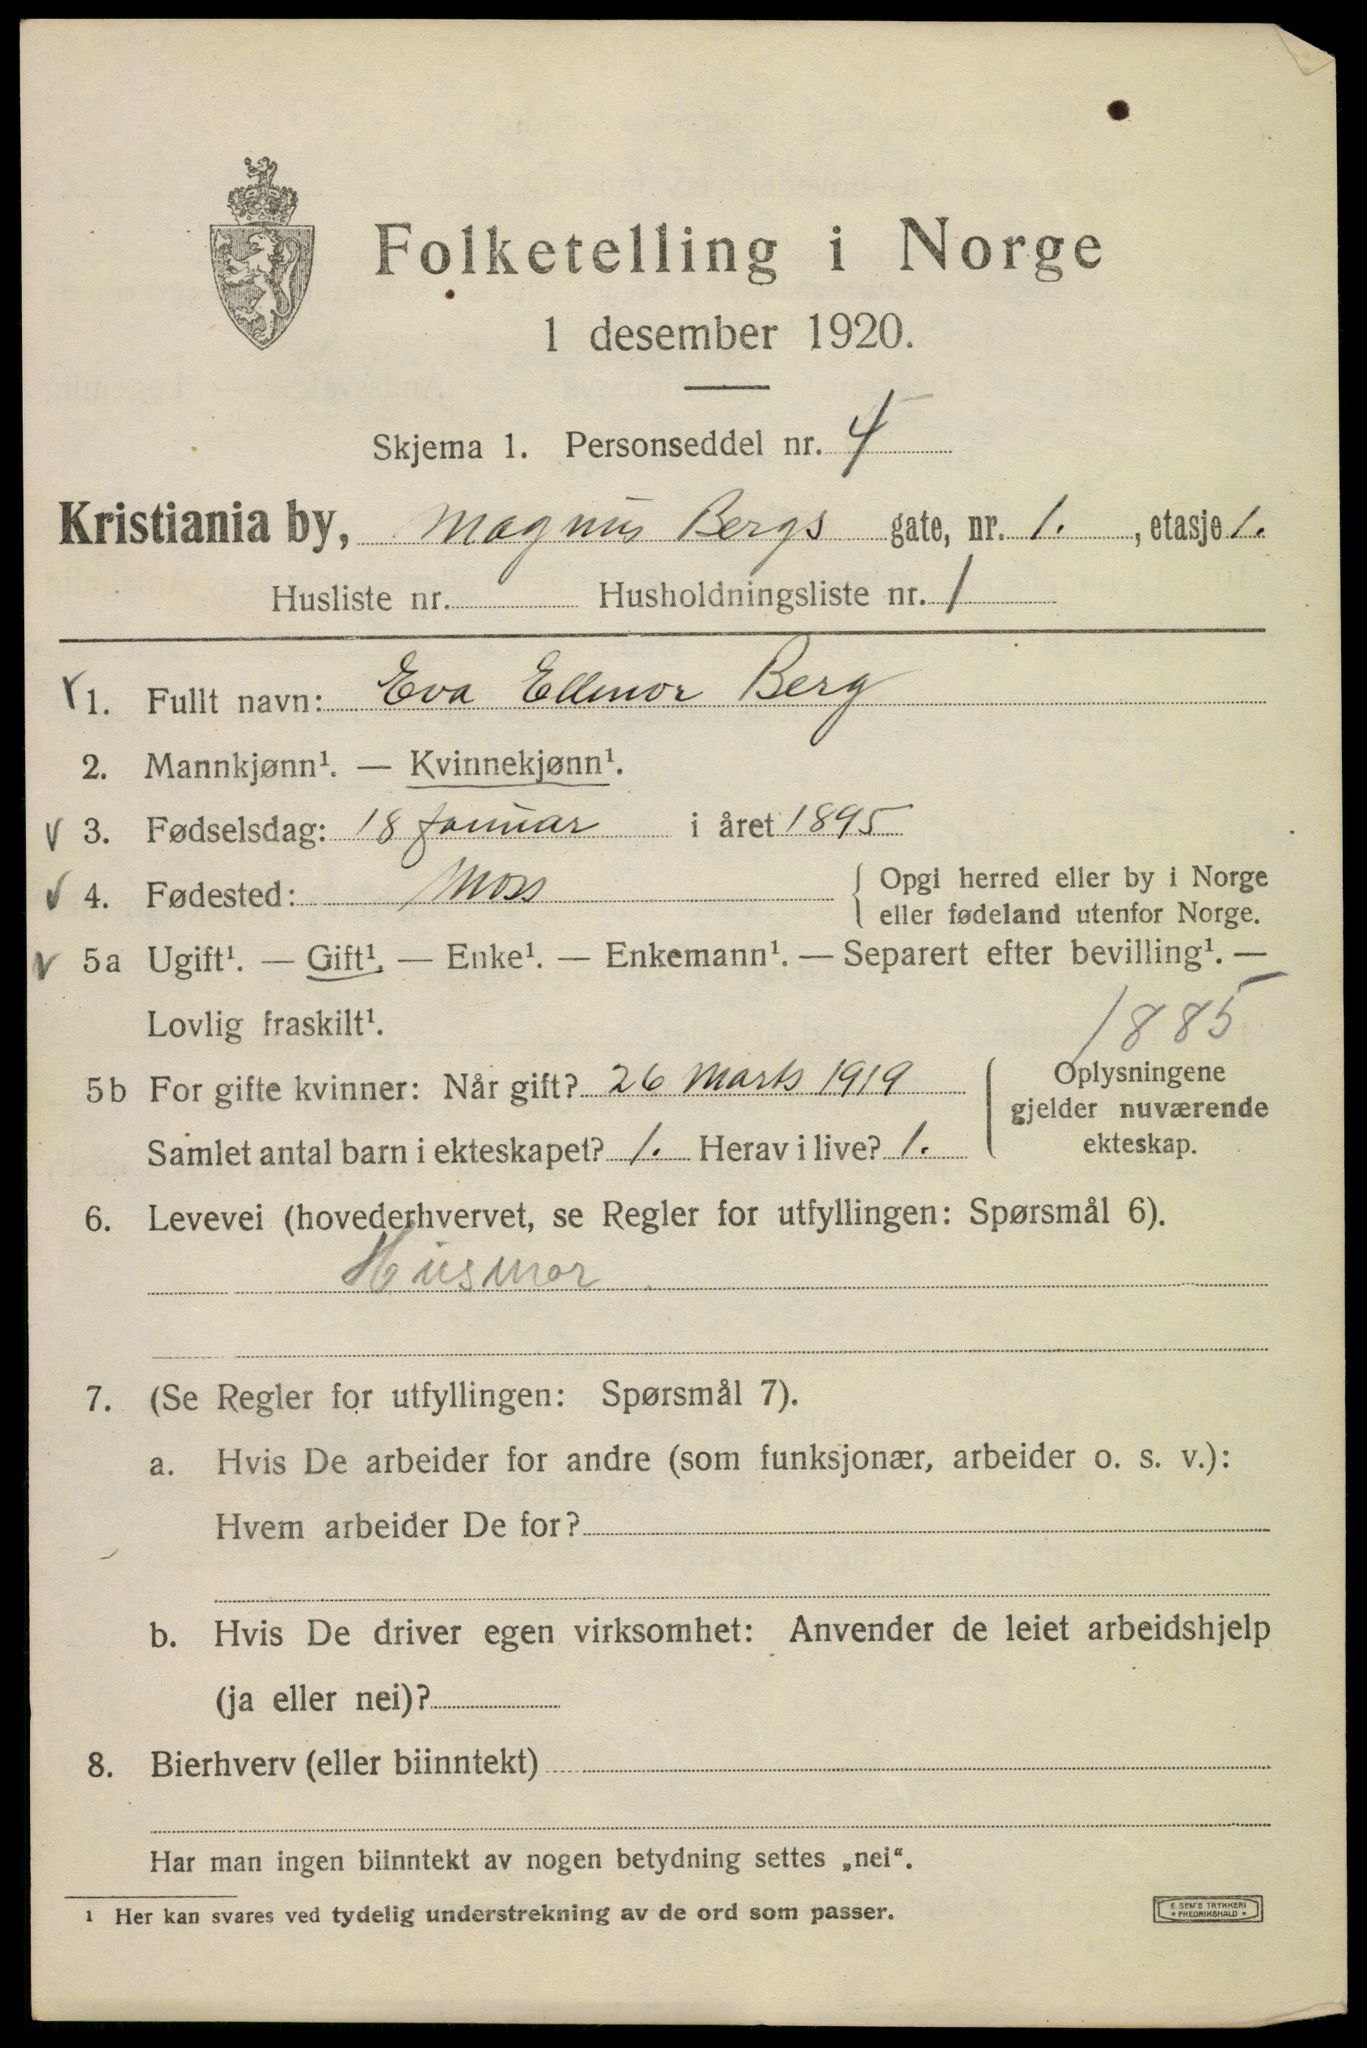 Folketelling i Norge
1 desember 1920.
Skjema 1. Personseddel nr. 4
Kristiania by, Magnus Bergs gate, nr. 1. , etasje 1.
Husliste nr. Husholdningsliste nr. 1
1. Fullt navn: Eva Ellinor Berg
2. Mannkjønn¹. — Kvinnekjønn¹.
3. Fødselsdag: 18 Januar i året 1895
4. Fødested: Moss { Opgi herred eller by i Norge
eller fødeland utenfor Norge.
5a Ugift¹. — Gift¹. — Enke¹. — Enkemann¹. — Separert efter bevilling¹. —
Lovlig fraskilt¹.
1885
5b For gifte kvinner: Når gift? 26 Marts 1919 { Oplysningene
gjelder nuværende
Samlet antal barn i ekteskapet? 1. Herav i live? 1.
ekteskap.
6. Levevei (hovederhvervet, se Regler for utfyllingen: Spørsmål 6).
Husmor
7. (Se Regler for utfyllingen: Spørsmål 7).
a. Hvis De arbeider for andre (som funksjonær, arbeider o. s. v.):
Hvem arbeider De for?
b. Hvis De driver egen virksomhet: Anvender de leiet arbeidshjelp
(ja eller nei)?
8. Bierhverv (eller biinntekt)
Har man ingen biinntekt av nogen betydning settes „nei“.
¹ Her kan svares ved tydelig understrekning av de ord som passer.
E. SEM'S TRYKKERI
FREDRIKSHALD